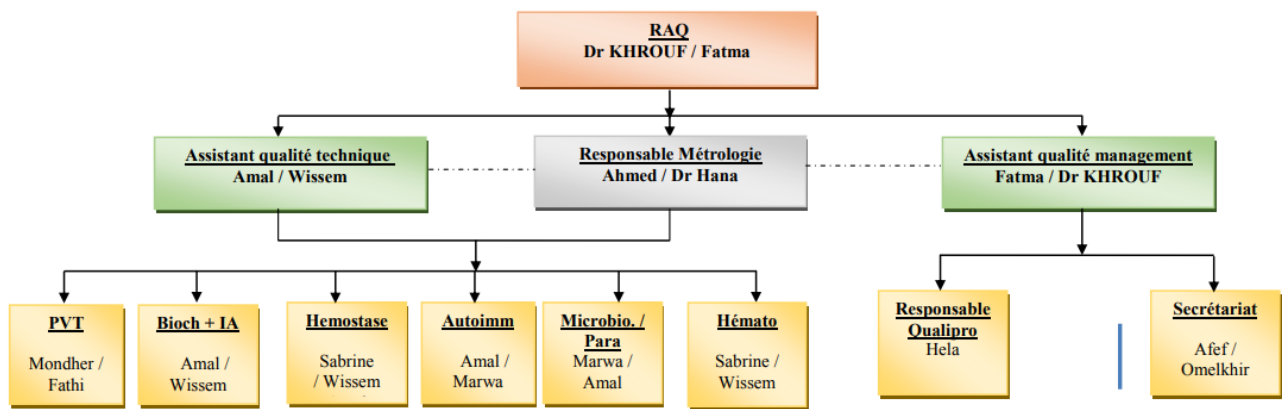 RAQ
Dr KHROUF / Fatma
Assistant qualité technique
Amal / Wissem
Responsable Métrologie
Ahmed / Dr Hana
Assistant qualité management
Fatma / Dr KHROUF
PVT
Mondher /
Fathi
Bioch + IA
Amal /
Wissem
Hemostase
Sabrine
/ Wissem
Autoimm
Amal /
Marwa
Microbio. /
Para
Marwa /
Amal
Hémato
Sabrine /
Wissem
Responsable
Qualipro
Hela
Secrétariat
Afef /
Omelkhir